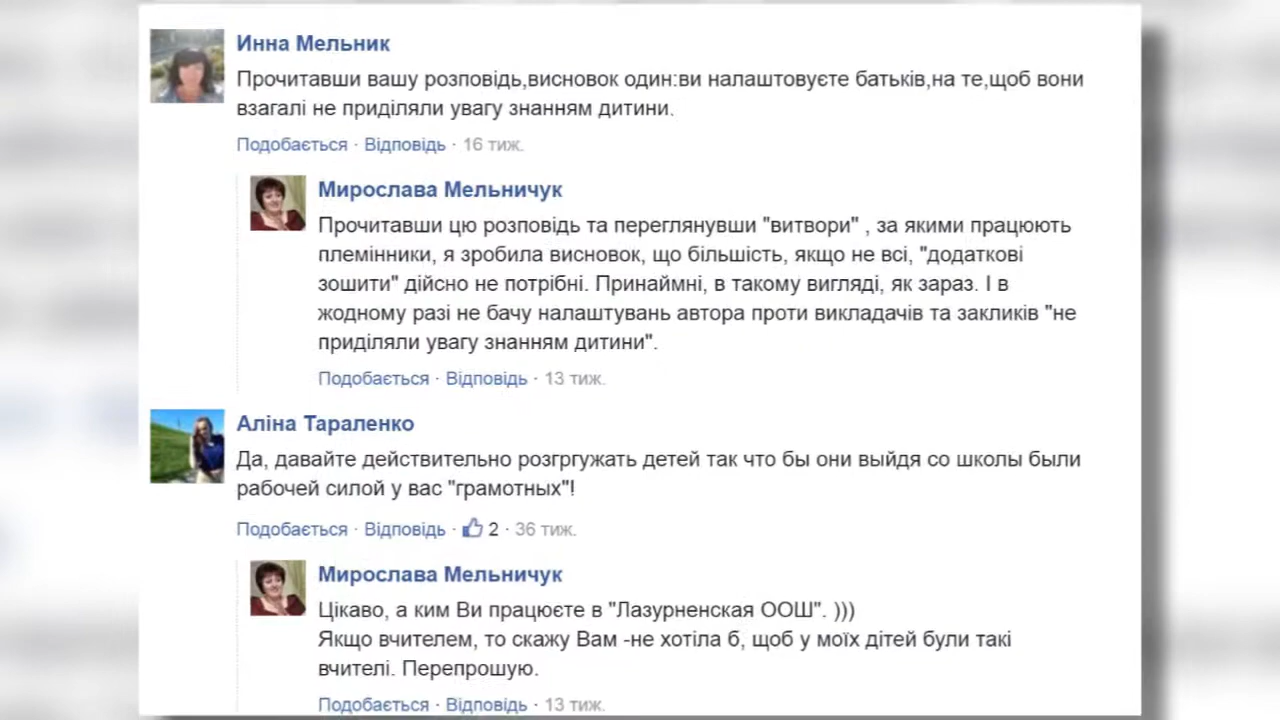 Инна Мельник
Прочитавши вашу розповідь,висновок один:ви налаштовуєте батьків,на те,щоб вони
взагалі не приділяли увагу знанням дитини.
Подобається · Відповідь · 16 тиж.
Мирослава Мельничук
Прочитавши цю розповідь та переглянувши "витвори" , за якими працюють
племінники, я зробила висновок, що більшість, якщо не всі, "додаткові
зошити" дійсно не потрібні. Принаймні, в такому вигляді, як зараз. І в
жодному разі не бачу налаштувань автора проти викладачів та закликів "не
приділяли увагу знанням дитини".
Подобається · Відповідь · 13 тиж.
Аліна Тараленко
Да, давайте действительно розгргужать детей так что бы они выйдя со школы были
рабочей силой у вас "грамотных"!
Подобається · Відповідь · 2 · 36 тиж.
Мирослава Мельничук
Цікаво, а ким Ви працюєте в "Лазурненская ООШ". )))
Якщо вчителем, то скажу Вам -не хотіла б, щоб у моїх дітей були такі
вчителі. Перепрошую.
Подобається · Відповідь · 13 тиж.